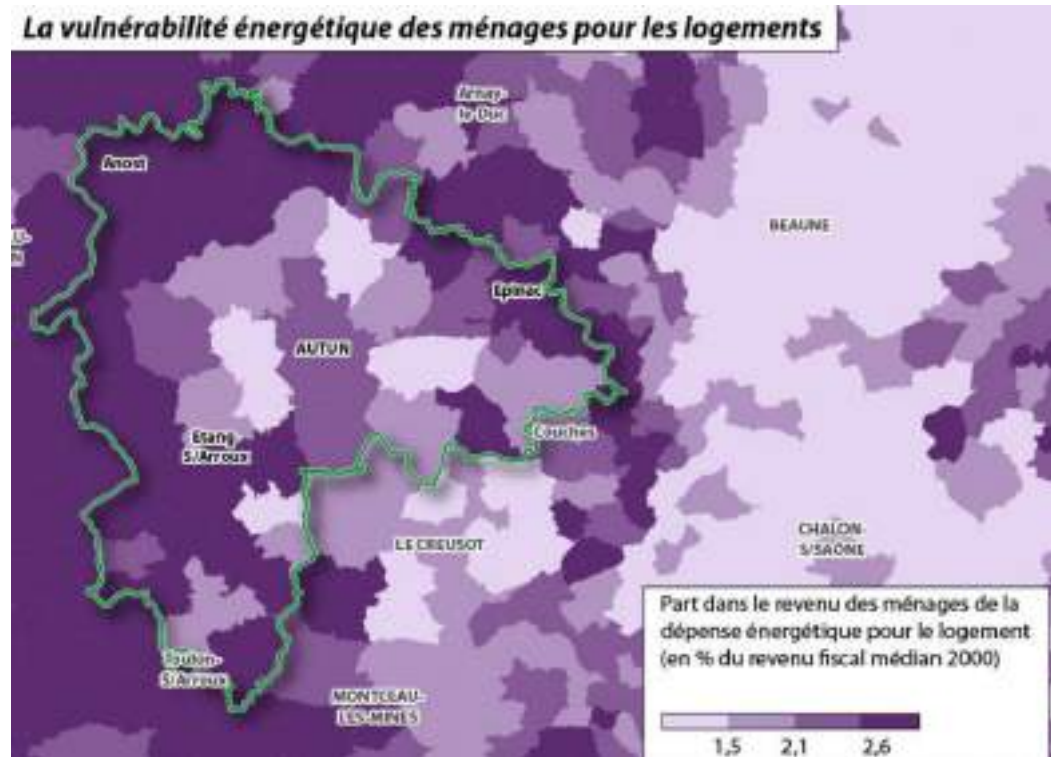 La vulnérabilité énergétique des ménages pour les logements
Arnay-
le-Duc
Anost
BEAUNE
U-
N
Epinac
AUTUN
Etang
S/Arroux
Couches
CHALON-
S/SAÔNE
LE CREUSOT
Toulon-
S/Arroux
MONTCEAU-
LES-MINES
Part dans le revenu des ménages de la
dépense énergétique pour le logement
(en % du revenu fiscal médian 2000)
1,5 2,1 2,6